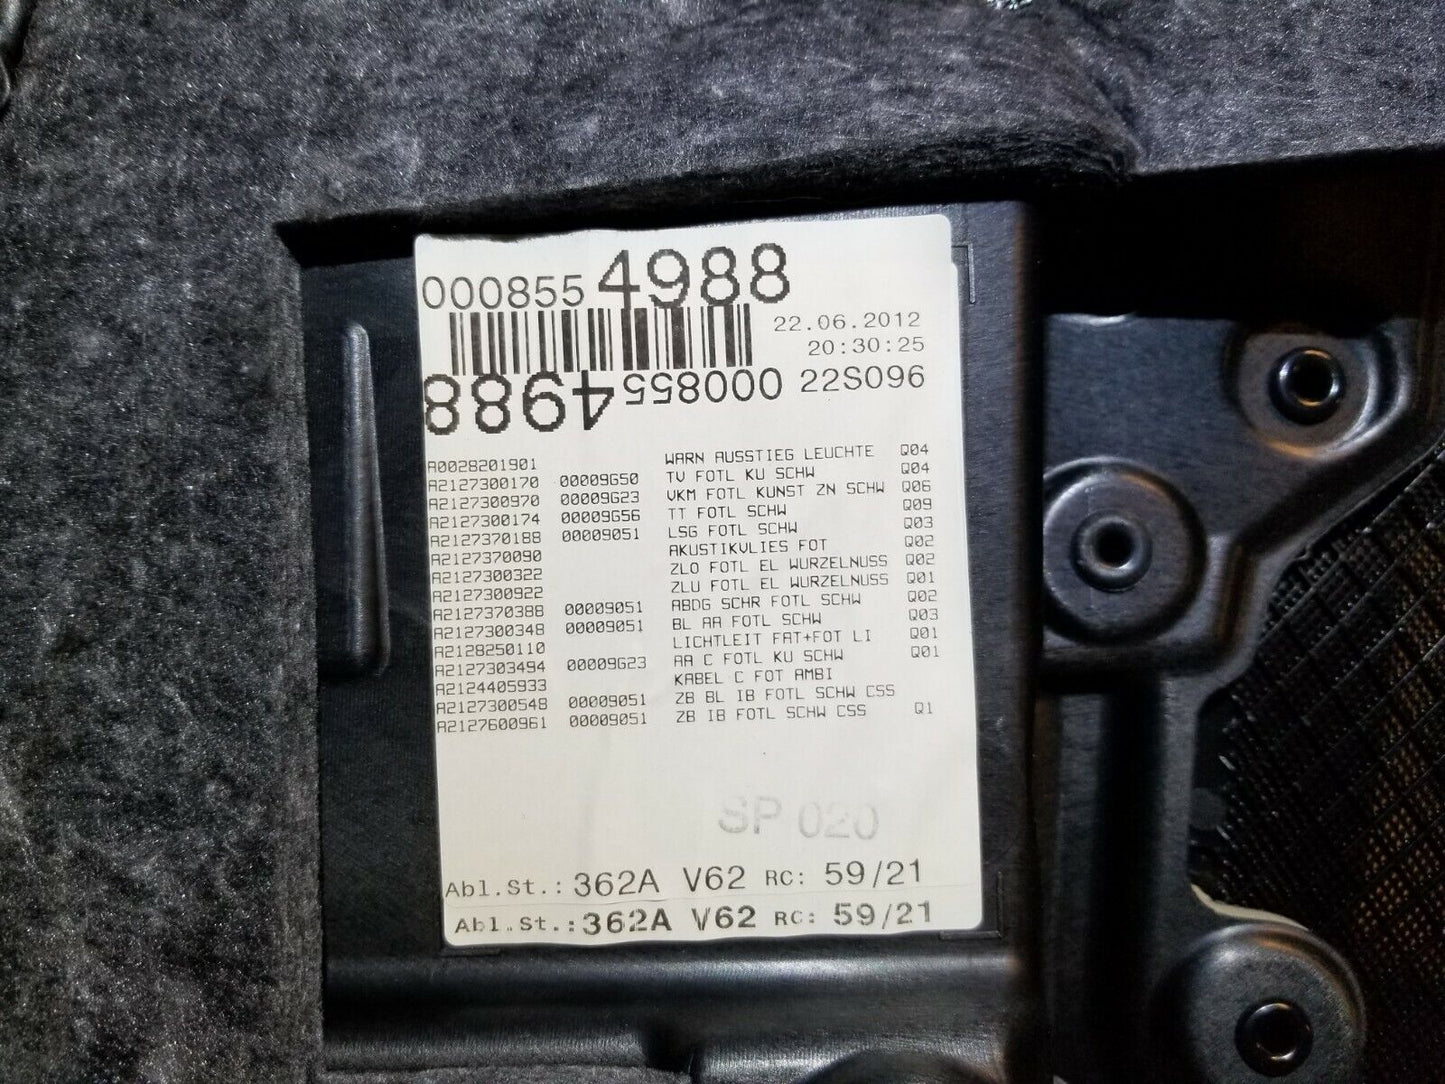 0008554988
22.06.2012
20:30:25
0008554988 22S096
A0028201901 WARN AUSSTIEG LEUCHTE Q04
A2127300170 00009G50 TV FOTL KU SCHW Q04
A2127300970 00009G23 VKM FOTL KUNST ZN SCHW Q06
A2127300174 00009G56 TT FOTL SCHW Q09
A2127370188 00009051 LSG FOTL SCHW Q03
A2127370090 AKUSTIKVLIES FOT Q02
A2127300322 ZLO FOTL EL WURZELNUSS Q02
A2127300922 ZLU FOTL EL WURZELNUSS Q01
A2127370388 00009051 ABDG SCHR FOTL SCHW Q02
A2127300348 00009051 BL AA FOTL SCHW Q03
A2128250110 LICHTLEIT FAT+FOT LI Q01
A2127303494 00009G23 AA C FOTL KU SCHW Q01
A2124405933 KABEL C FOT AMBI
A2127300548 00009051 ZB BL IB FOTL SCHW CSS
A2127600961 00009051 ZB IB FOTL SCHW CSS Q1
SP 020
Abl.St.: 362A V62 RC: 59/21
Abl.St.: 362A V62 RC: 59/21